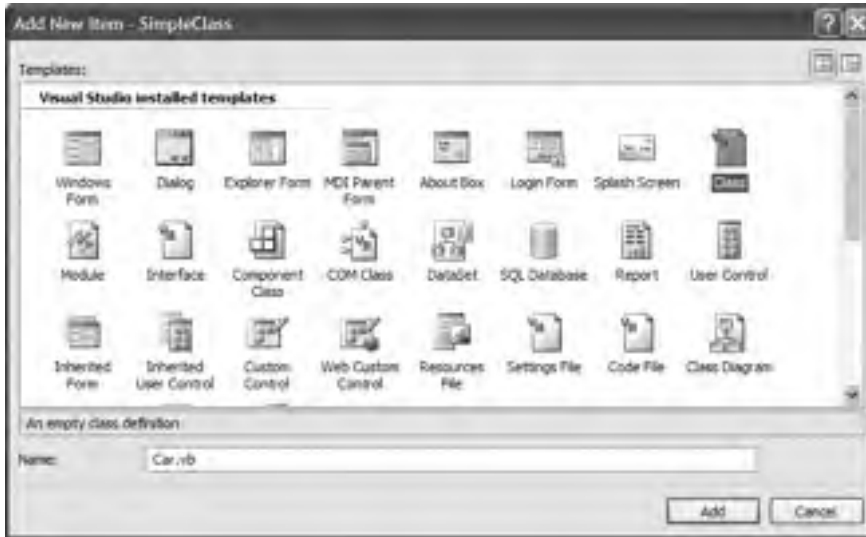 Add New Item - SimpleClass
Templates:
Visual Studio installed templates
Windows Form
Dialog
Explorer Form
MDI Parent Form
About Box
Login Form
Splash Screen
Class
Module
Interface
Component Class
COM Class
DataSet
SQL Database
Report
User Control
Inherited Form
Inherited User Control
Custom Control
Web Custom Control
Resources File
Settings File
Code File
Class Diagram
An empty class definition
Name:
Car.vb
Add
Cancel